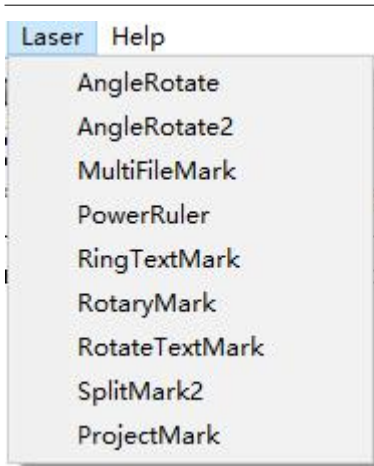 Laser Help
AngleRotate
AngleRotate2
MultiFileMark
PowerRuler
RingTextMark
RotaryMark
RotateTextMark
SplitMark2
ProjectMark